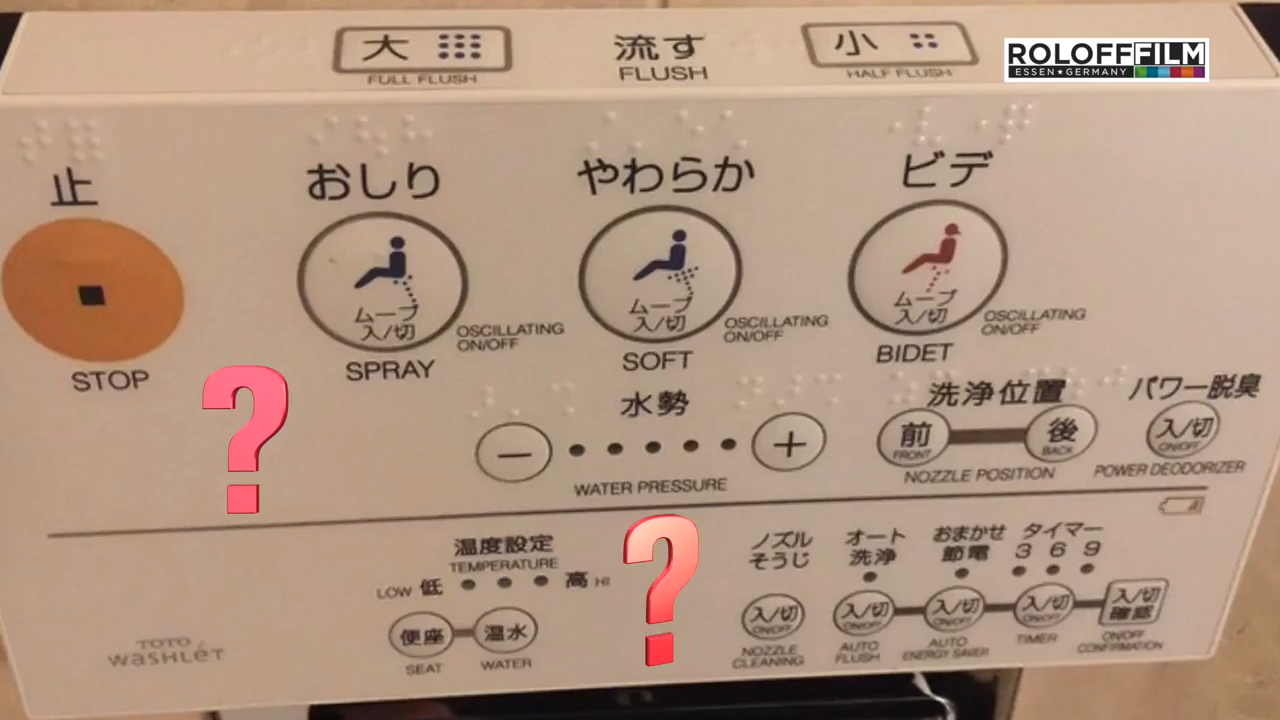 大
FULL FLUSH
流す
FLUSH
小
HALF FLUSH
ROLOFFFILM
ESSEN★GERMANY
止
STOP
おしり
ムーブ
入/切
OSCILLATING
ON/OFF
SPRAY
やわらか
ムーブ
入/切
OSCILLATING
ON/OFF
SOFT
ビデ
ムーブ
入/切
OSCILLATING
ON/OFF
BIDET
?
水勢
−
+
WATER PRESSURE
洗浄位置
前
FRONT
後
BACK
NOZZLE POSITION
パワー脱臭
入/切
ON/OFF
POWER DEODORIZER
温度設定
TEMPERATURE
LOW 低
高 HI
便座
SEAT
温水
WATER
?
ノズル
そうじ
入/切
ON/OFF
NOZZLE
CLEANING
オート
洗浄
入/切
ON/OFF
AUTO
FLUSH
おまかせ
節電
入/切
ON/OFF
AUTO
ENERGY SAVER
タイマー
3 6 9
入/切
ON/OFF
TIMER
入/切
確認
ON/OFF
CONFIRMATION
TOTO
WaSHLeT